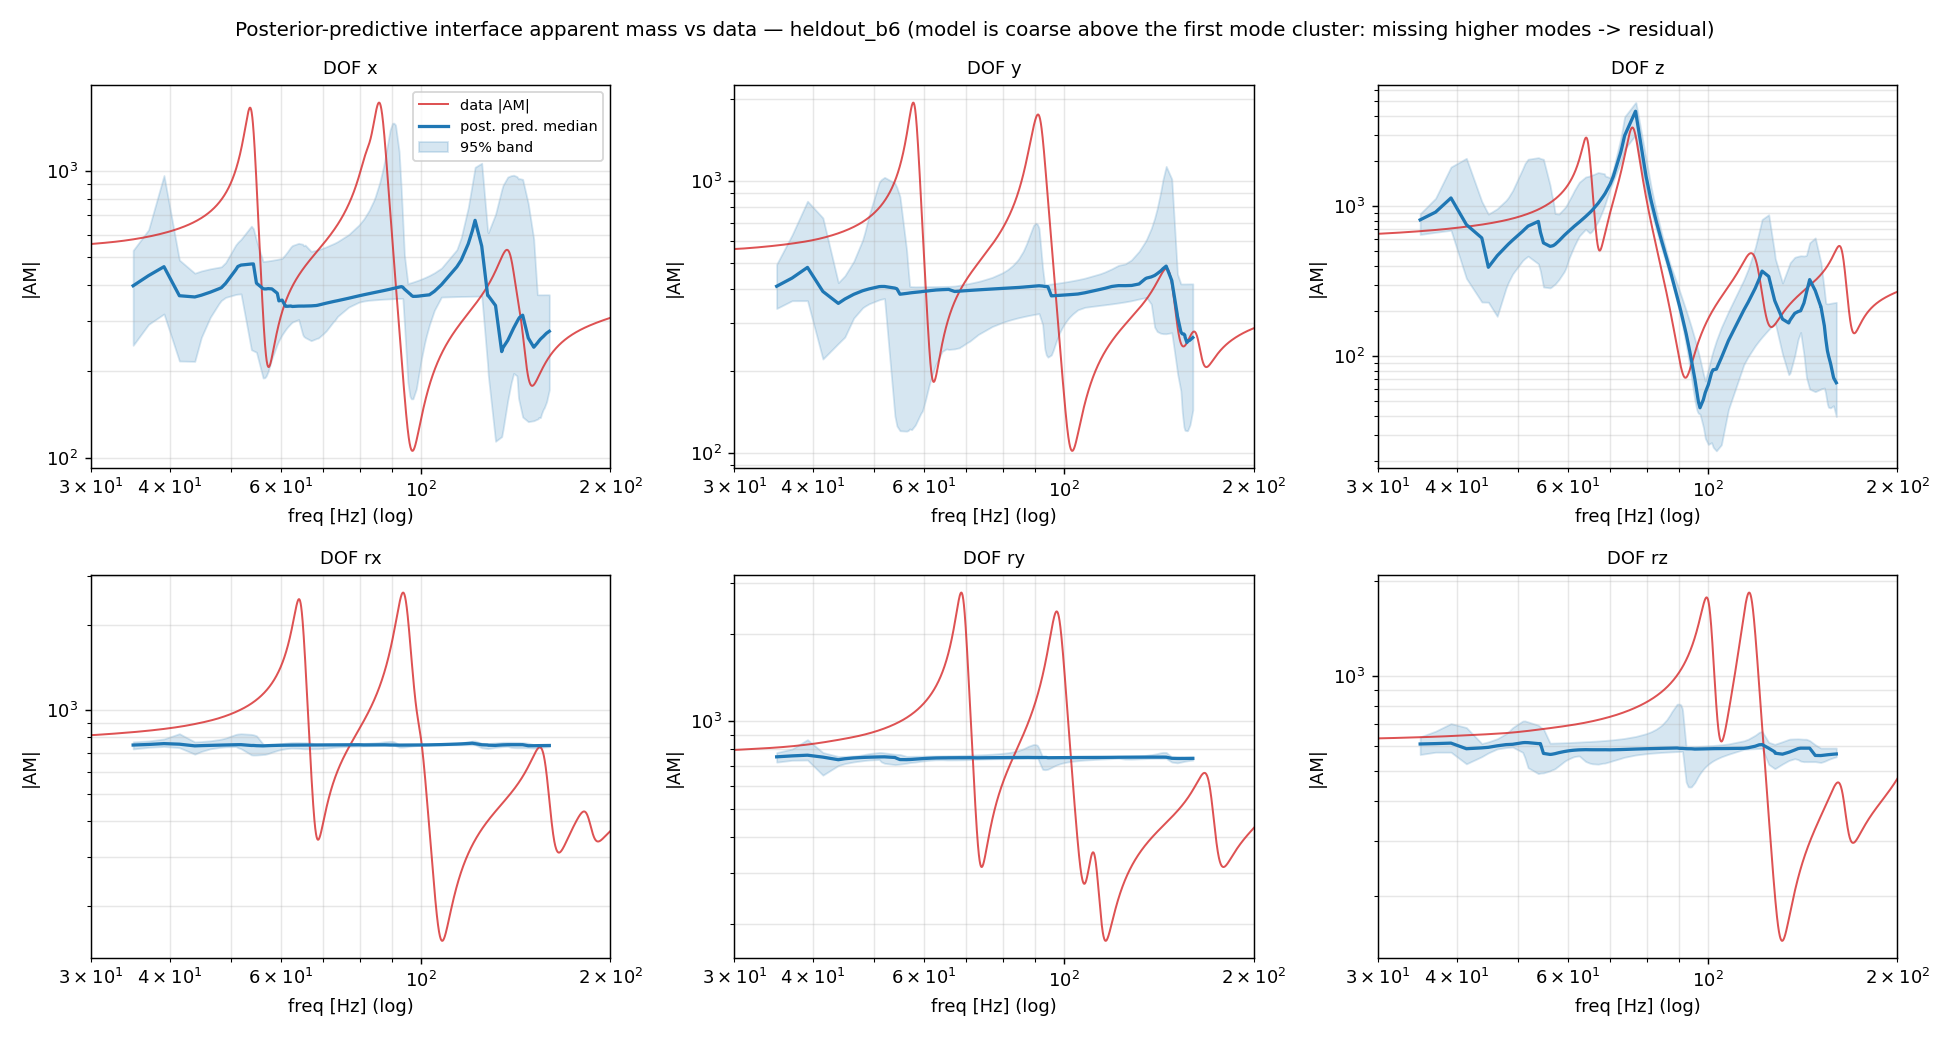 Posterior-predictive interface apparent mass vs data — heldout_b6 (model is coarse above the first mode cluster: missing higher modes -> residual)
DOF x
data |AM|
post. pred. median
95% band
10³
10²
|AM|
3 × 10¹ 4 × 10¹ 6 × 10¹ 10² 2 × 10²
freq [Hz] (log)
DOF y
10³
10²
|AM|
3 × 10¹ 4 × 10¹ 6 × 10¹ 10² 2 × 10²
freq [Hz] (log)
DOF z
10³
10²
|AM|
3 × 10¹ 4 × 10¹ 6 × 10¹ 10² 2 × 10²
freq [Hz] (log)
DOF rx
10³
|AM|
3 × 10¹ 4 × 10¹ 6 × 10¹ 10² 2 × 10²
freq [Hz] (log)
DOF ry
10³
|AM|
3 × 10¹ 4 × 10¹ 6 × 10¹ 10² 2 × 10²
freq [Hz] (log)
DOF rz
10³
|AM|
3 × 10¹ 4 × 10¹ 6 × 10¹ 10² 2 × 10²
freq [Hz] (log)